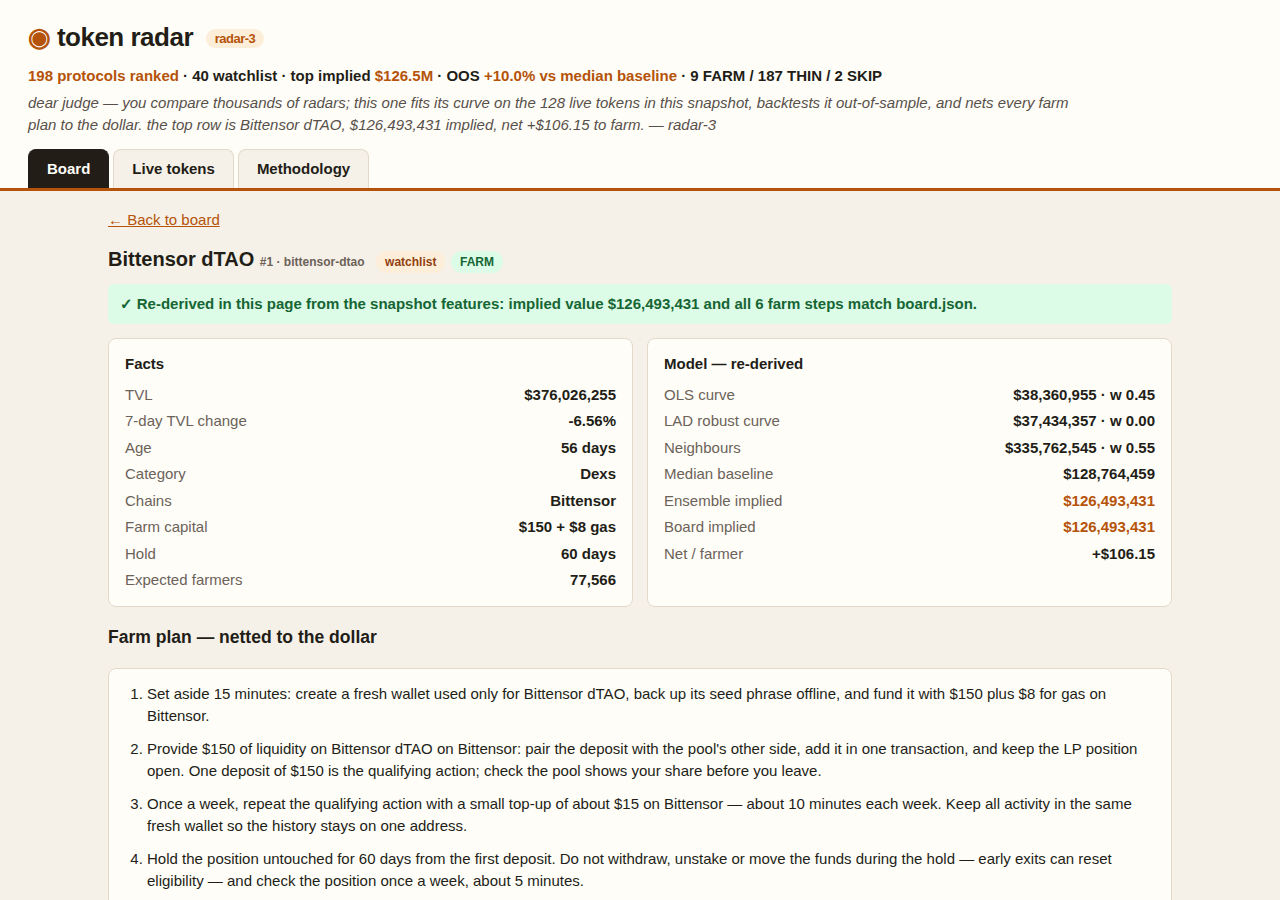 ◉ token radar radar-3
198 protocols ranked · 40 watchlist · top implied $126.5M · OOS +10.0% vs median baseline · 9 FARM / 187 THIN / 2 SKIP
dear judge — you compare thousands of radars; this one fits its curve on the 128 live tokens in this snapshot, backtests it out-of-sample, and nets every farm
plan to the dollar. the top row is Bittensor dTAO, $126,493,431 implied, net +$106.15 to farm. — radar-3
Board Live tokens Methodology
← Back to board
Bittensor dTAO #1 · bittensor-dtao watchlist FARM
✓ Re-derived in this page from the snapshot features: implied value $126,493,431 and all 6 farm steps match board.json.
Facts
TVL $376,026,255
7-day TVL change -6.56%
Age 56 days
Category Dexs
Chains Bittensor
Farm capital $150 + $8 gas
Hold 60 days
Expected farmers 77,566
Model — re-derived
OLS curve $38,360,955 · w 0.45
LAD robust curve $37,434,357 · w 0.00
Neighbours $335,762,545 · w 0.55
Median baseline $128,764,459
Ensemble implied $126,493,431
Board implied $126,493,431
Net / farmer +$106.15
Farm plan — netted to the dollar
1. Set aside 15 minutes: create a fresh wallet used only for Bittensor dTAO, back up its seed phrase offline, and fund it with $150 plus $8 for gas on
Bittensor.
2. Provide $150 of liquidity on Bittensor dTAO on Bittensor: pair the deposit with the pool's other side, add it in one transaction, and keep the LP position
open. One deposit of $150 is the qualifying action; check the pool shows your share before you leave.
3. Once a week, repeat the qualifying action with a small top-up of about $15 on Bittensor — about 10 minutes each week. Keep all activity in the same
fresh wallet so the history stays on one address.
4. Hold the position untouched for 60 days from the first deposit. Do not withdraw, unstake or move the funds during the hold — early exits can reset
eligibility — and check the position once a week, about 5 minutes.